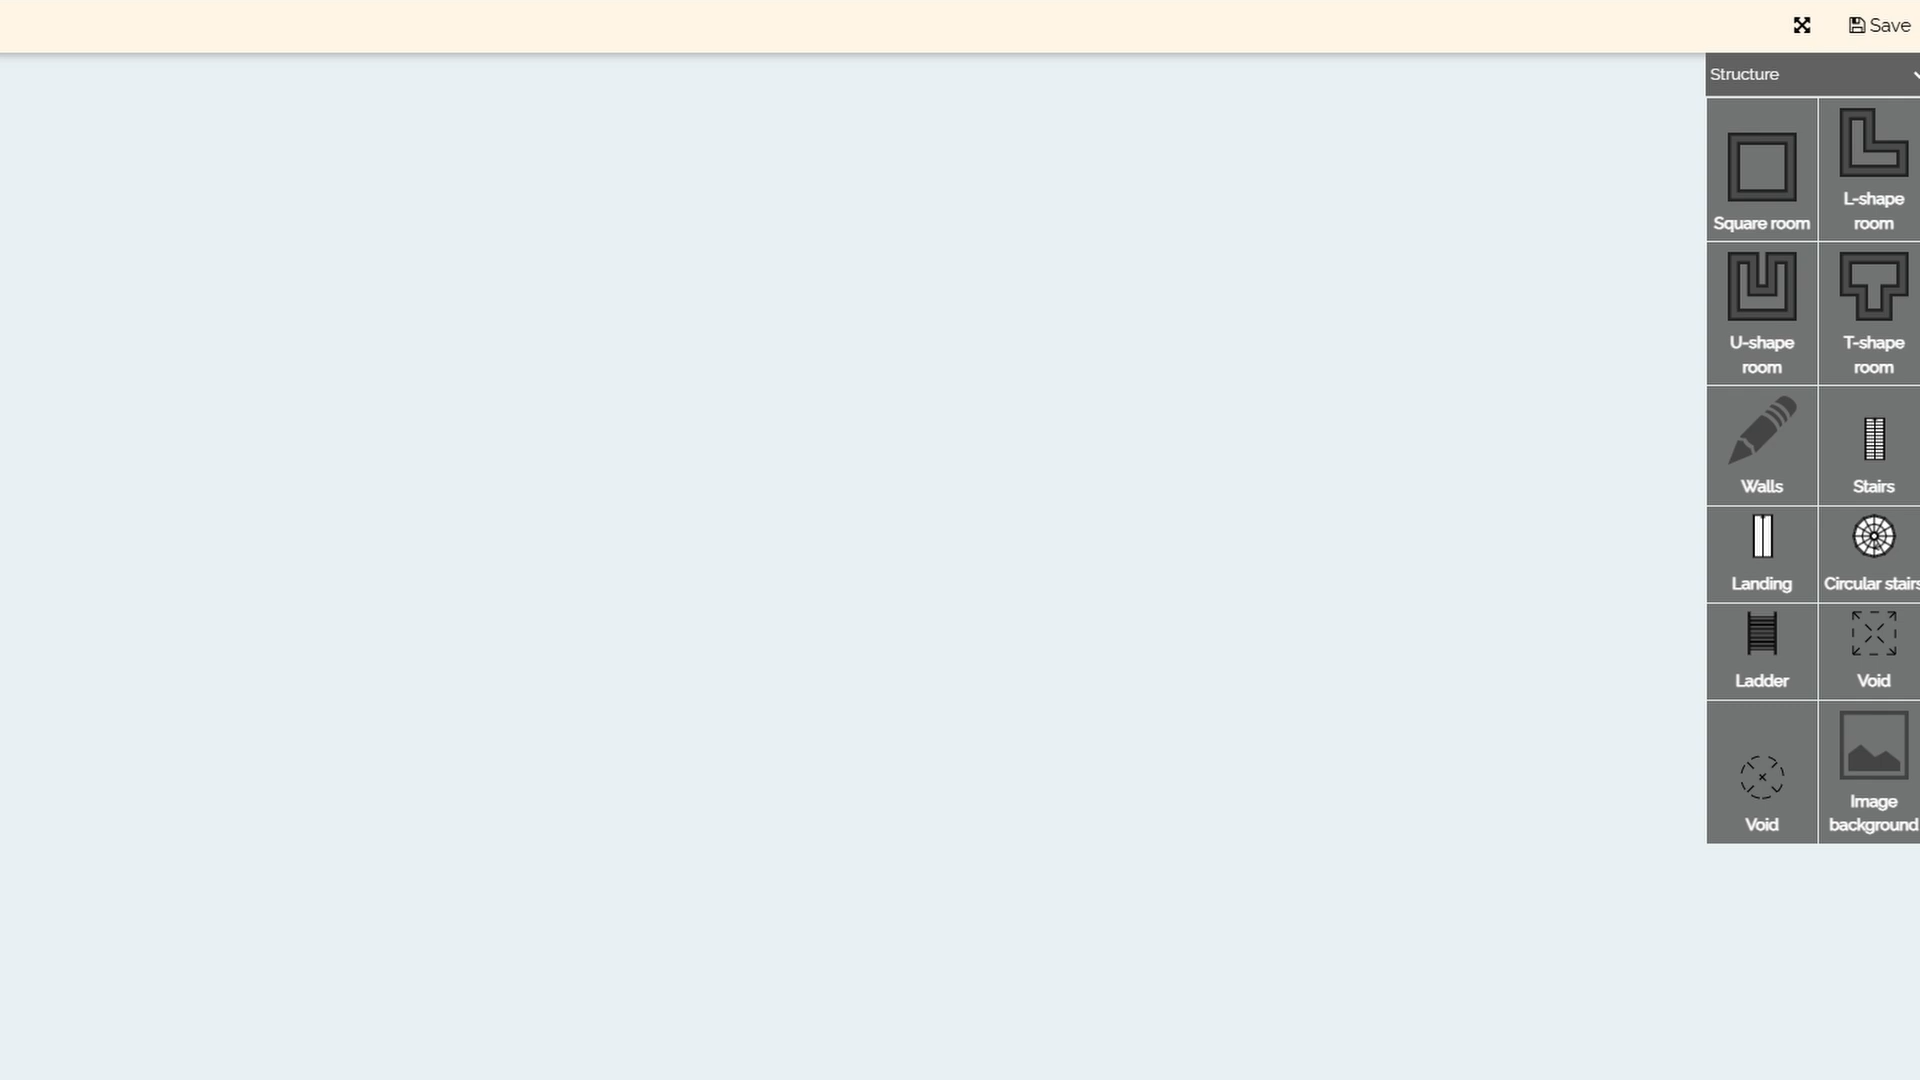 Save
Structure
Square room
L-shape
room
U-shape
room
T-shape
room
Walls
Stairs
Landing
Circular stairs
Ladder
Void
Void
Image
background